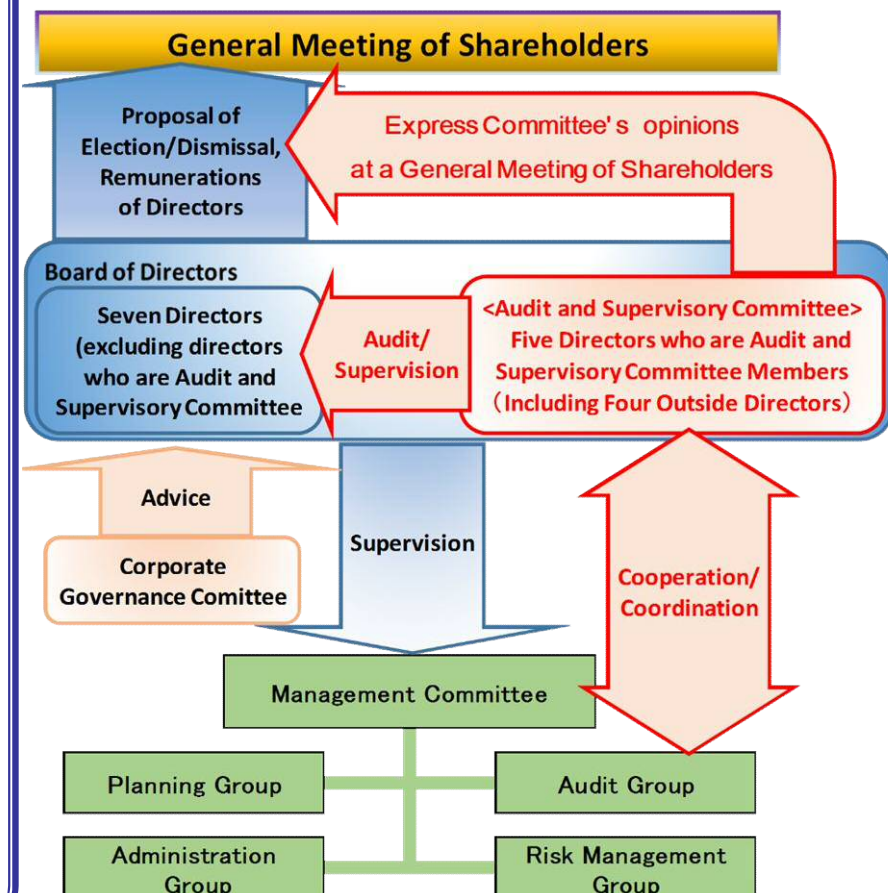 General Meeting of Shareholders
Proposal of
Election/Dismissal,
Remunerations
of Directors
Express Committee's opinions
at a General Meeting of Shareholders
Board of Directors
Seven Directors
(excluding directors
who are Audit and
Supervisory Committee
Audit/
Supervision
<Audit and Supervisory Committee>
Five Directors who are Audit and
Supervisory Committee Members
（Including Four Outside Directors）
Advice
Corporate
Governance Comittee
Supervision
Cooperation/
Coordination
Management Committee
Planning Group
Audit Group
Administration
Group
Risk Management
Group